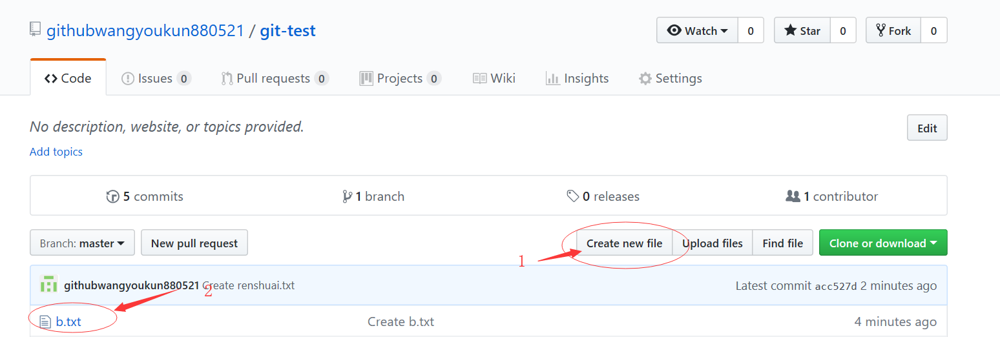 githubwangyoukun880521 / git-test Watch 0 Star 0 Fork 0
Code Issues 0 Pull requests 0 Projects 0 Wiki Insights Settings
No description, website, or topics provided. Edit
Add topics
5 commits 1 branch 0 releases 1 contributor
Branch: master New pull request Create new file Upload files Find file Clone or download
1
githubwangyoukun880521 Create renshuai.txt Latest commit acc527d 2 minutes ago
2
b.txt Create b.txt 4 minutes ago